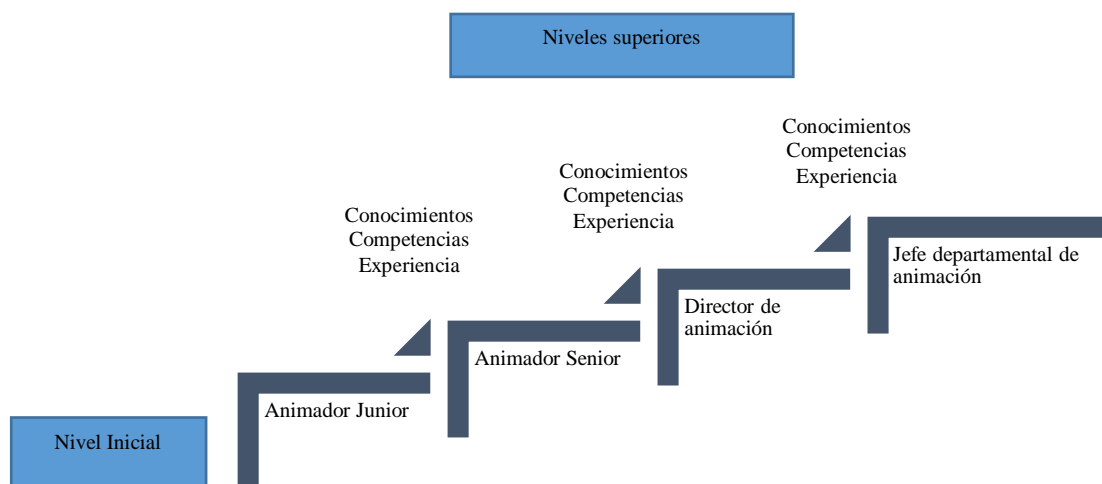 Niveles superiores
Conocimientos
Competencias
Experiencia
Conocimientos
Competencias
Experiencia
Conocimientos
Competencias
Experiencia
Jefe departamental de
animación
Director de
animación
Animador Senior
Animador Junior
Nivel Inicial